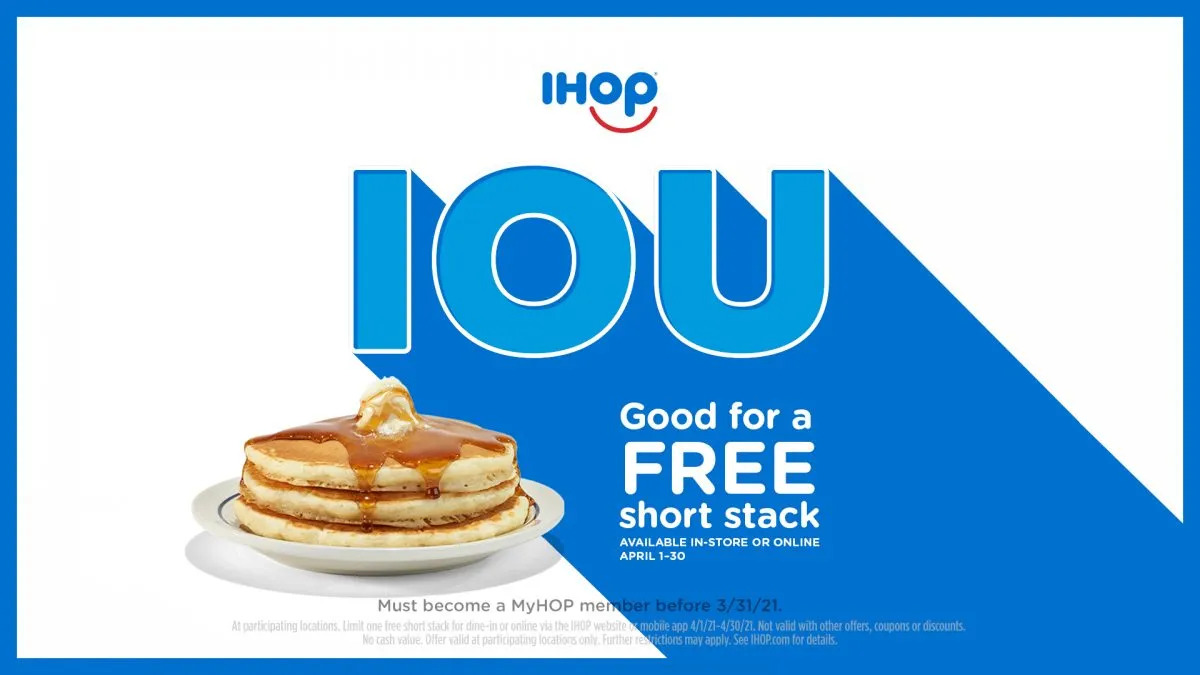 IHOP
IOU
Good for a
FREE
short stack
AVAILABLE IN-STORE OR ONLINE
APRIL 1-30
Must become a MyHOP member before 3/31/21.
At participating locations. Limit one free short stack for dine-in or online via the IHOP website or mobile app 4/1/21-4/30/21. Not valid with other offers, coupons or discounts.
No cash value. Offer valid at participating locations only. Further restrictions may apply. See IHOP.com for details.